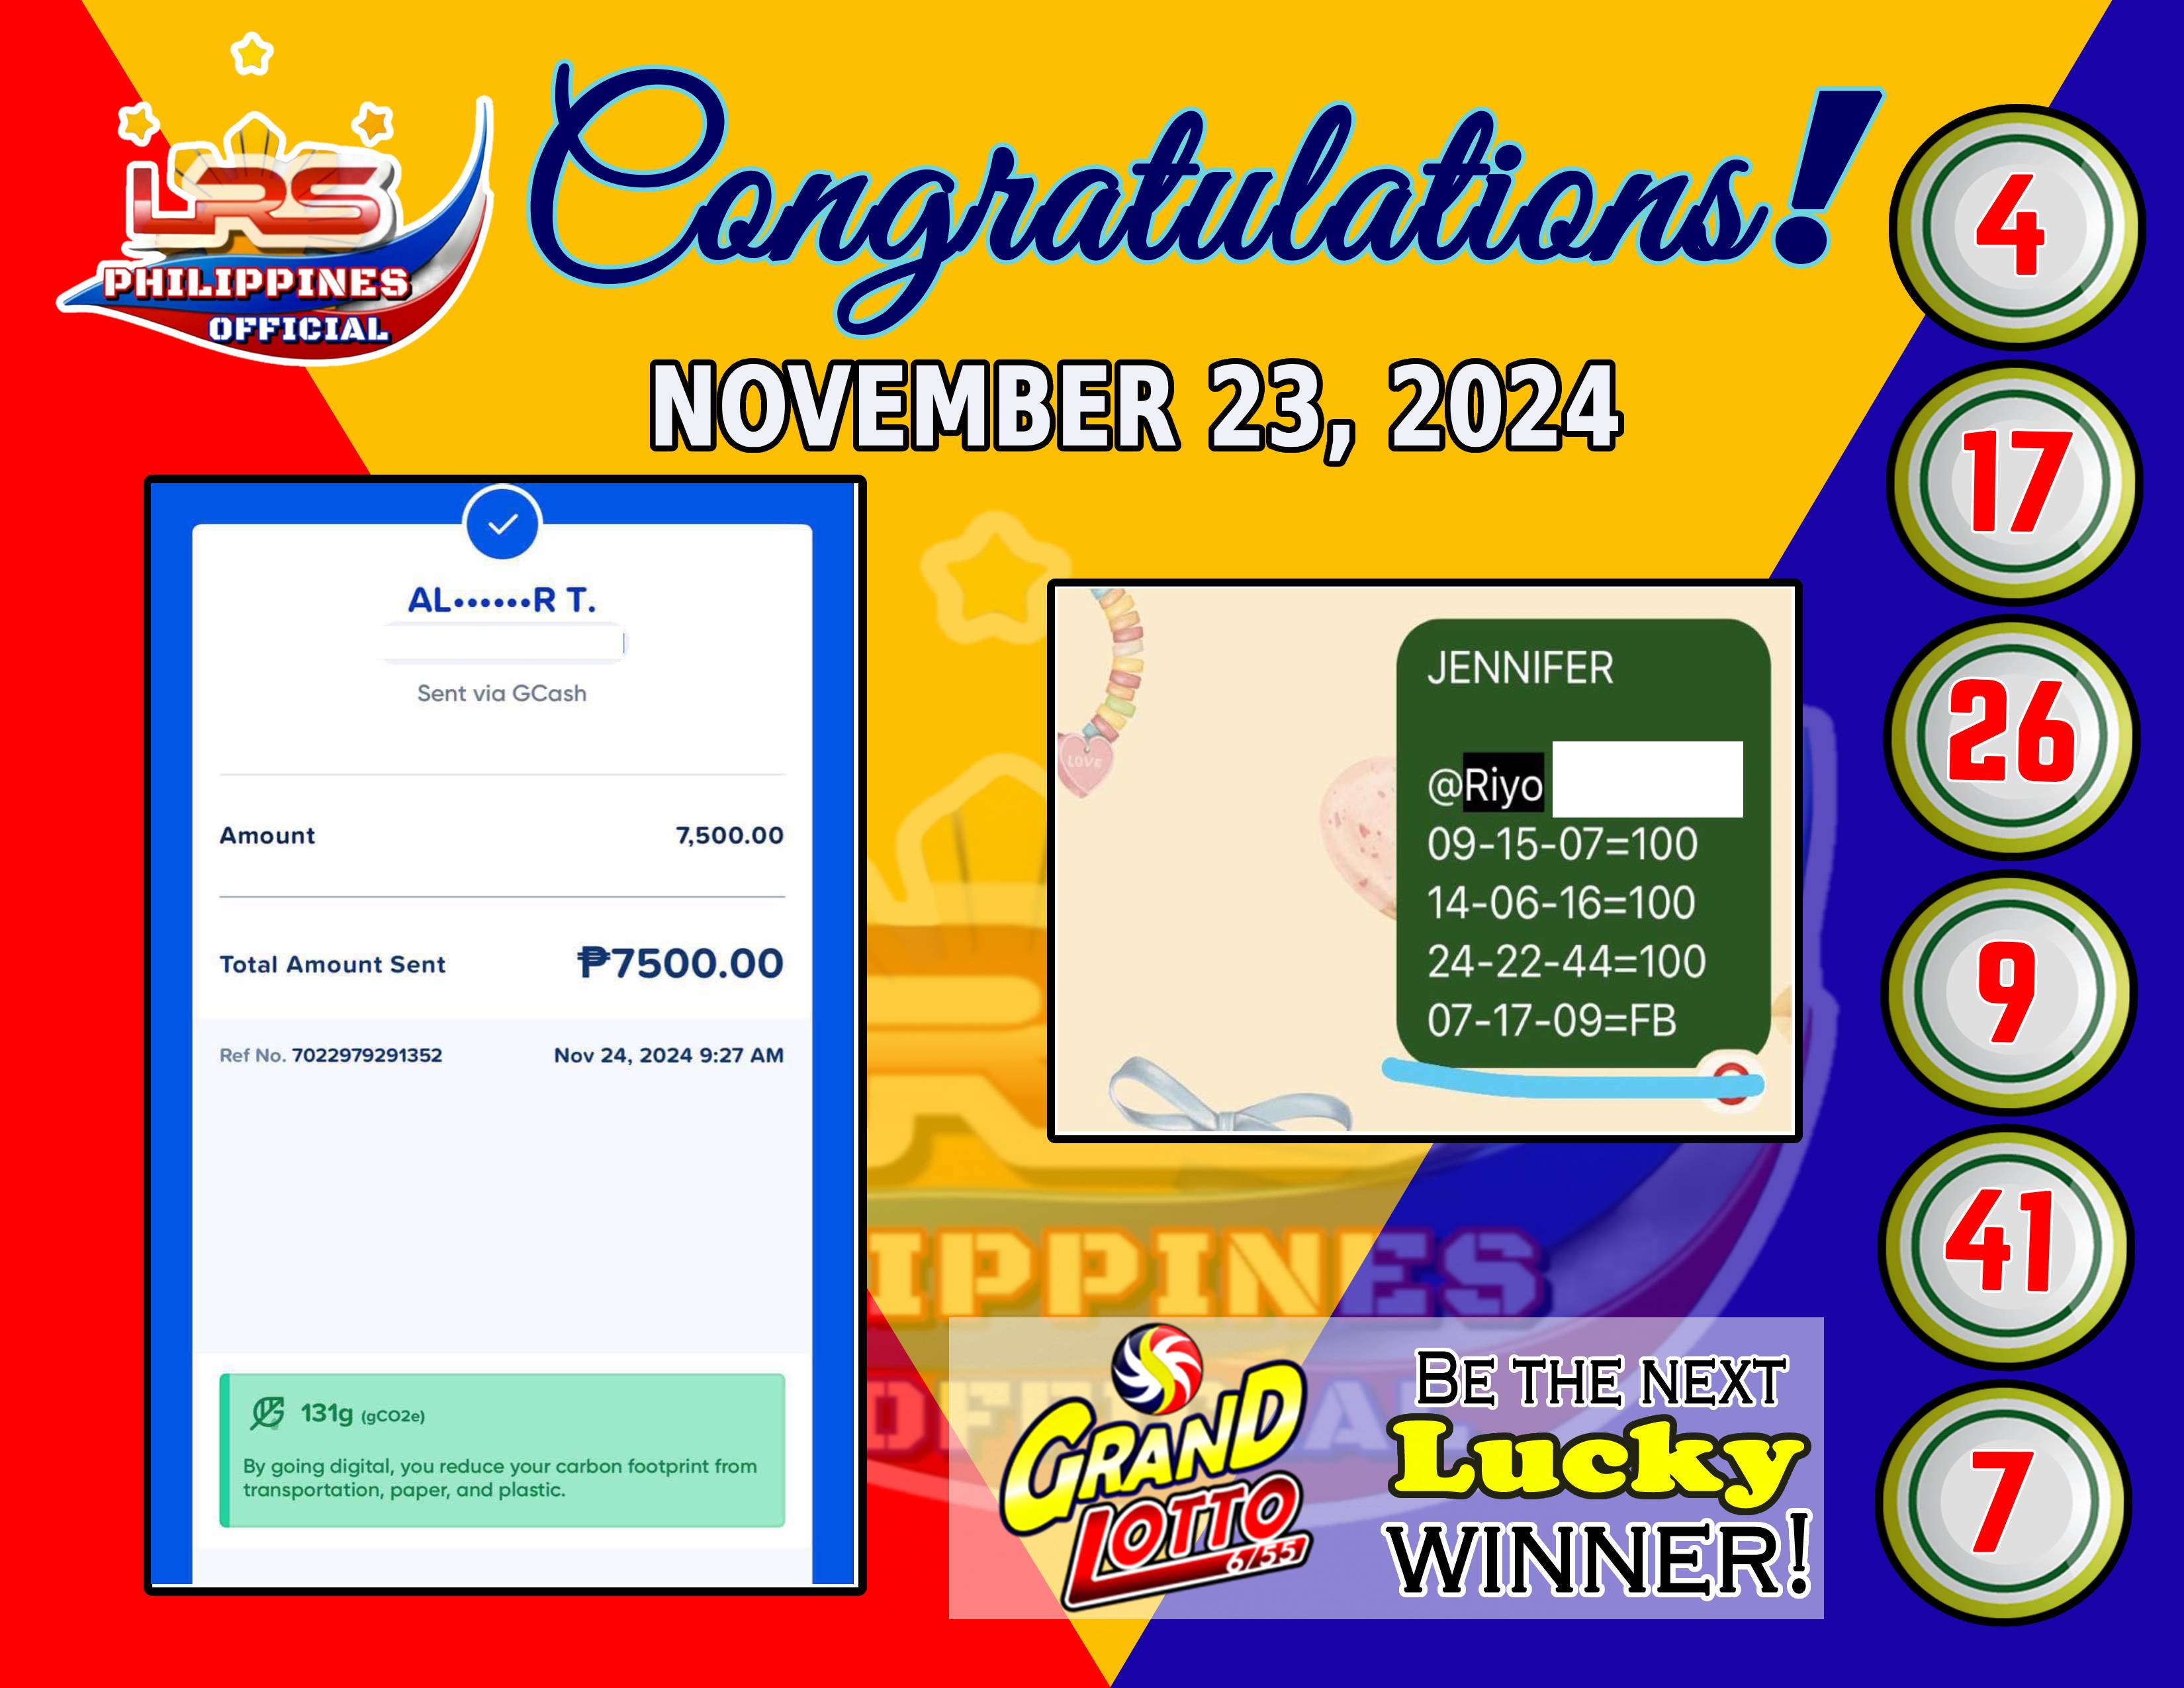 LRS
PHILIPPINES
OFFICIAL
Congratulations!
NOVEMBER 23, 2024
AL••••••R T.
Sent via GCash
Amount 7,500.00
Total Amount Sent ₱7500.00
Ref No. 7022979291352 Nov 24, 2024 9:27 AM
131g (gCO2e)
By going digital, you reduce your carbon footprint from
transportation, paper, and plastic.
LOVE
JENNIFER
@Riyo
09-15-07=100
14-06-16=100
24-22-44=100
07-17-09=FB
IPPINES
GRAND
LOTTO
6/55
BE THE NEXT
Lucky
WINNER!
4
17
26
9
41
7